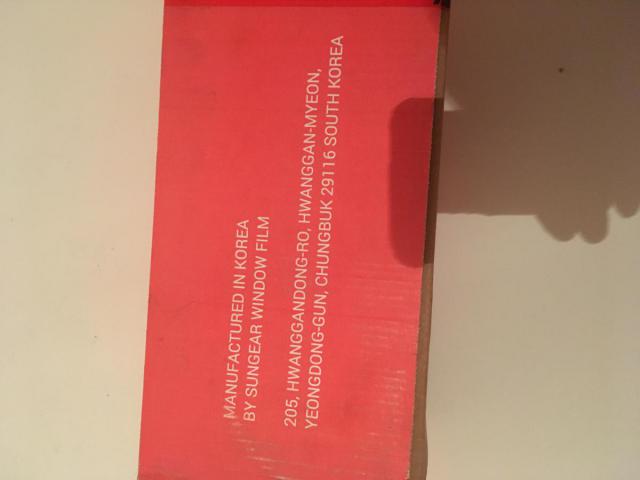 MANUFACTURED IN KOREA
BY SUNGEAR WINDOW FILM
205, HWANGGANDONG-RO, HWANGGAN-MYEON,
YEONGDONG-GUN, CHUNGBUK 29116 SOUTH KOREA